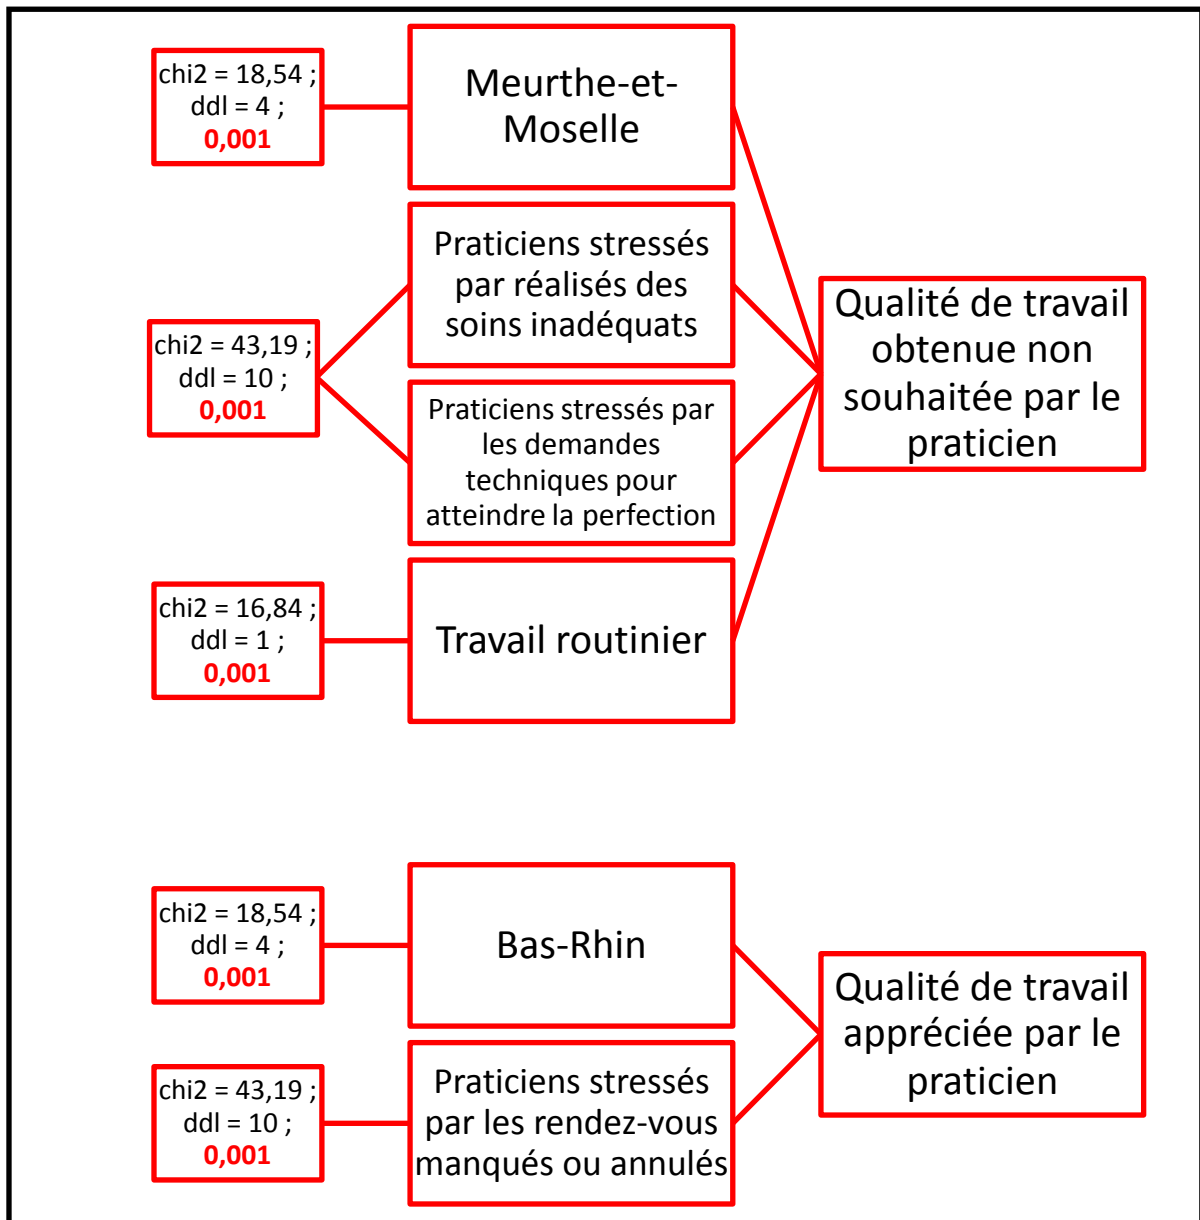 chi2 = 18,54 ;
ddl = 4 ;
0,001
Meurthe-et-
Moselle
chi2 = 43,19 ;
ddl = 10 ;
0,001
Praticiens stressés
par réalisés des
soins inadéquats
Praticiens stressés par
les demandes
techniques pour
atteindre la perfection
chi2 = 16,84 ;
ddl = 1 ;
0,001
Travail routinier
Qualité de travail
obtenue non
souhaitée par le
praticien
chi2 = 18,54 ;
ddl = 4 ;
0,001
Bas-Rhin
chi2 = 43,19 ;
ddl = 10 ;
0,001
Praticiens stressés
par les rendez-vous
manqués ou annulés
Qualité de travail
appréciée par le
praticien